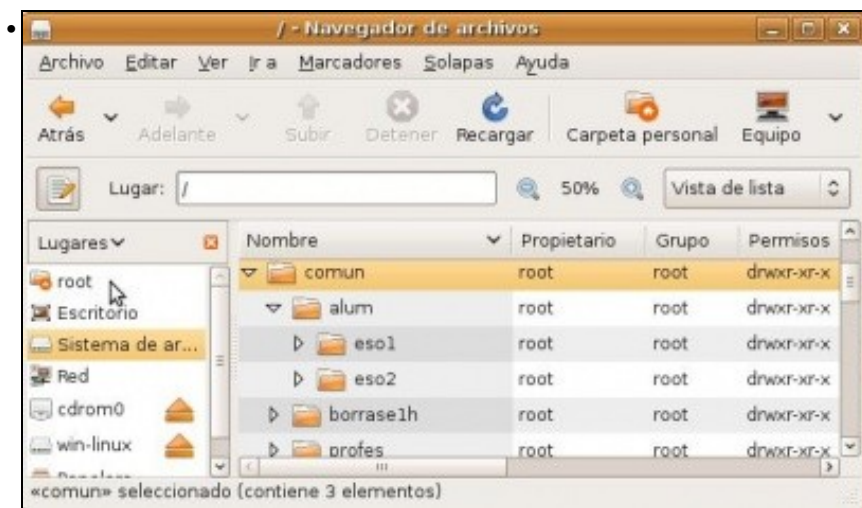 / - Navegador de archivos
Archivo Editar Ver Ir a Marcadores Solapas Ayuda
Atrás Adelante Subir Detener Recargar Carpeta personal Equipo
Lugar: / 50% Vista de lista
Lugares Nombre Propietario Grupo Permisos
root comun root root drwxr-xr-x
Escritorio alum root root drwxr-xr-x
Sistema de ar... eso1 root root drwxr-xr-x
Red eso2 root root drwxr-xr-x
cdrom0 borrase1h root root drwxr-xr-x
win-linux profes root root drwxr-xr-x
«comun» seleccionado (contiene 3 elementos)